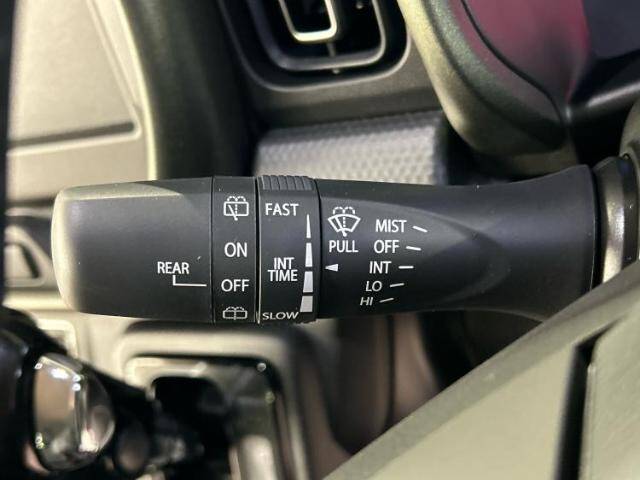 REAR
ON
OFF
FAST
INT
TIME
SLOW
PULL
MIST
OFF
INT
LO
HI